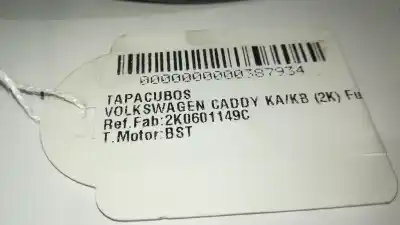 0000000000387934
TAPACUBOS
VOLKSWAGEN CADDY KA/KB (2K) Fu
Ref.Fab:2K0601149C
T.Motor:BST